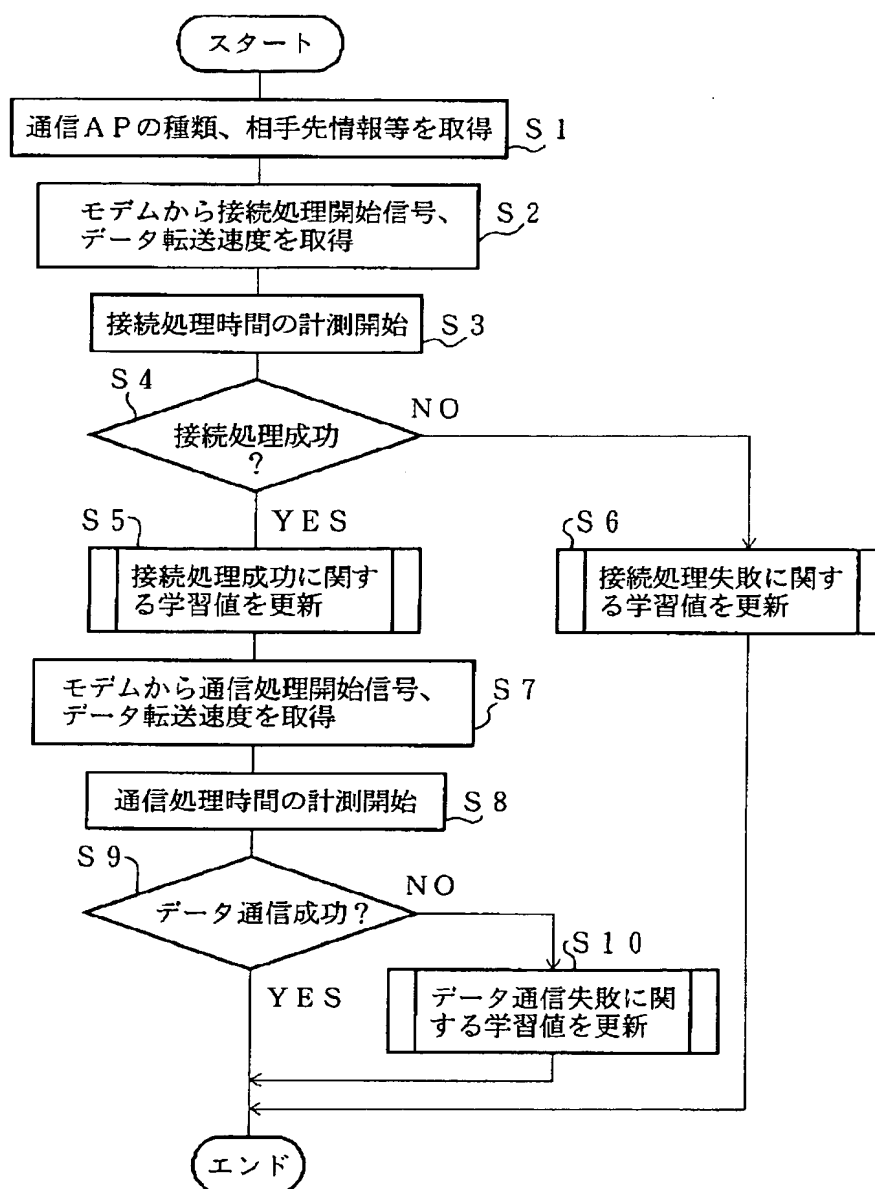 スタート
通信APの種類、相手先情報等を取得
S1
モデムから接続処理開始信号、
データ転送速度を取得
S2
接続処理時間の計測開始
S3
S4
接続処理成功
?
NO
YES
S5
接続処理成功に関す
る学習値を更新
S6
接続処理失敗に関す
る学習値を更新
モデムから通信処理開始信号、
データ転送速度を取得
S7
通信処理時間の計測開始
S8
S9
データ通信成功?
NO
YES
S10
データ通信失敗に関
する学習値を更新
エンド